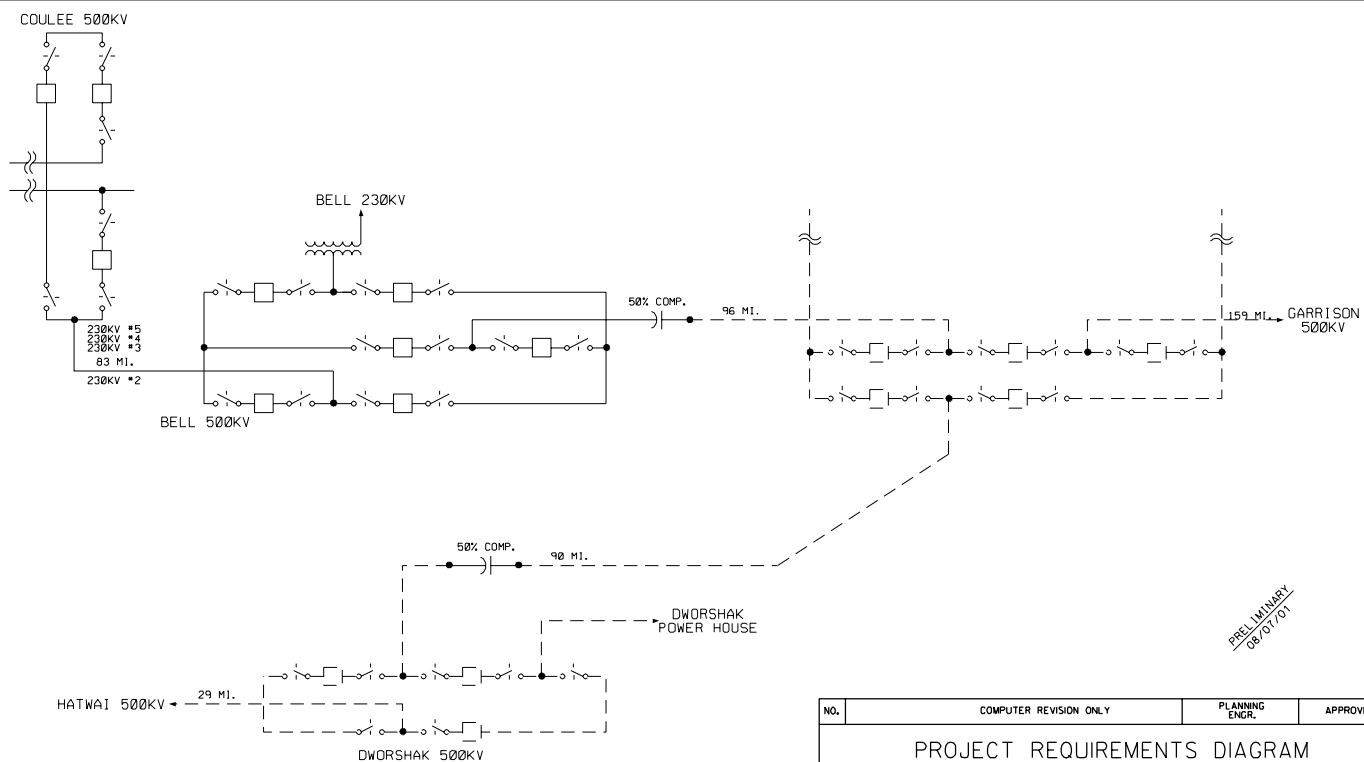 COULEE 500KV
BELL 230KV
50% COMP.
96 MI.
159 MI.
GARRISON
500KV
230KV #5
230KV #4
230KV #3
83 MI.
230KV #2
BELL 500KV
50% COMP.
90 MI.
DWORSHAK
POWER HOUSE
PRELIMINARY
08/07/01
HATWAI 500KV
29 MI.
DWORSHAK 500KV
NO.
COMPUTER REVISION ONLY
PLANNING
ENGR.
APPROV
PROJECT REQUIREMENTS DIAGRAM